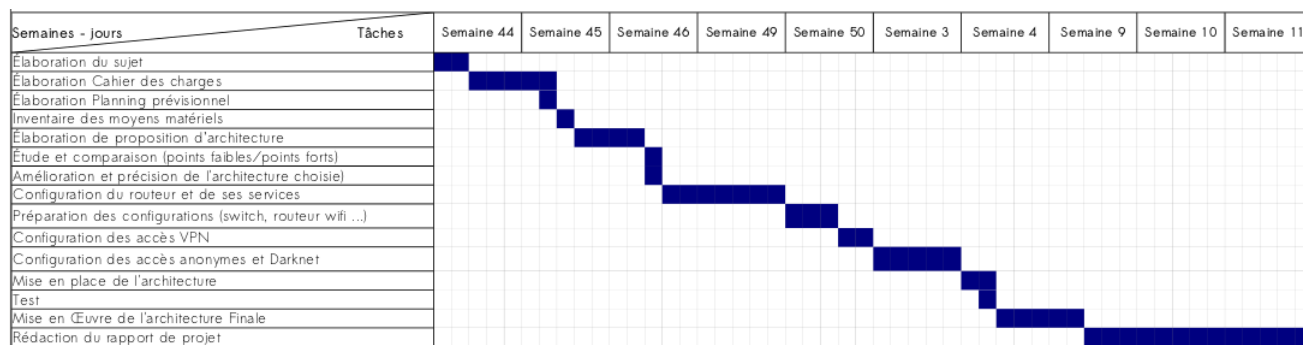 Semaines - jours Tâches Semaine 44 Semaine 45 Semaine 46 Semaine 49 Semaine 50 Semaine 3 Semaine 4 Semaine 9 Semaine 10 Semaine 11
Élaboration du sujet
Élaboration Cahier des charges
Élaboration Planning prévisionnel
Inventaire des moyens matériels
Élaboration de proposition d'architecture
Étude et comparaison (points faibles/points forts)
Amélioration et précision de l'architecture choisie)
Configuration du routeur et de ses services
Préparation des configurations (switch, routeur wifi ...)
Configuration des accès VPN
Configuration des accès anonymes et Darknet
Mise en place de l'architecture
Test
Mise en Œuvre de l'architecture Finale
Rédaction du rapport de projet